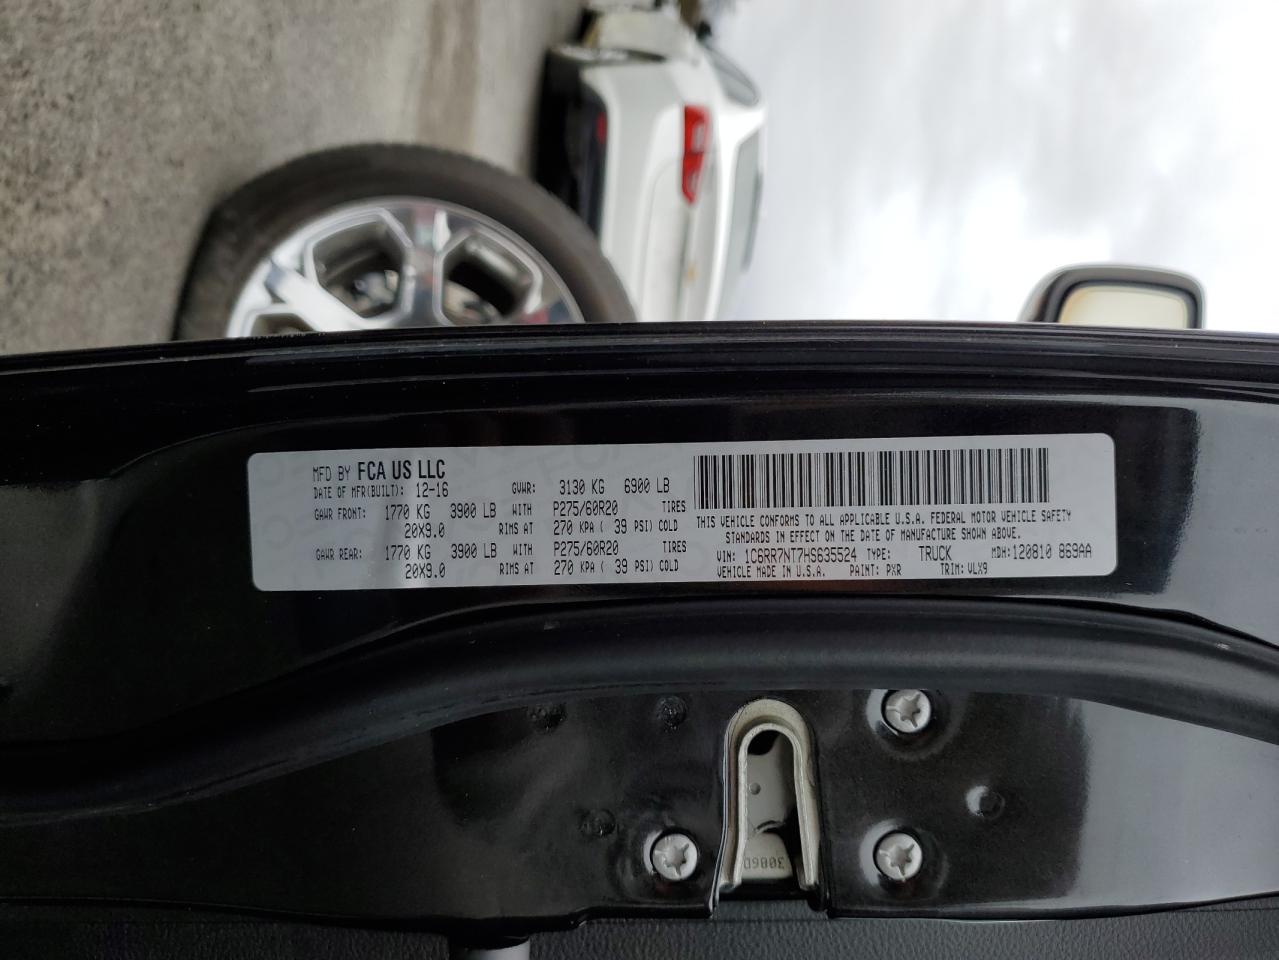 MFD BY FCA US LLC
DATE OF MFR(BUILT): 12-16 GVWR: 3130 KG 6900 LB
GAWR FRONT: 1770 KG 3900 LB WITH P275/60R20 TIRES
20X9.0 RIMS AT 270 KPA ( 39 PSI) COLD
GAWR REAR: 1770 KG 3900 LB WITH P275/60R20 TIRES
20X9.0 RIMS AT 270 KPA ( 39 PSI) COLD
THIS VEHICLE CONFORMS TO ALL APPLICABLE U.S.A. FEDERAL MOTOR VEHICLE SAFETY
STANDARDS IN EFFECT ON THE DATE OF MANUFACTURE SHOWN ABOVE.
VIN: 1C6RR7NT7HS635524 TYPE: TRUCK MDH:120810 869AA
VEHICLE MADE IN U.S.A. PAINT: PXR TRIM: VLX9
3086D